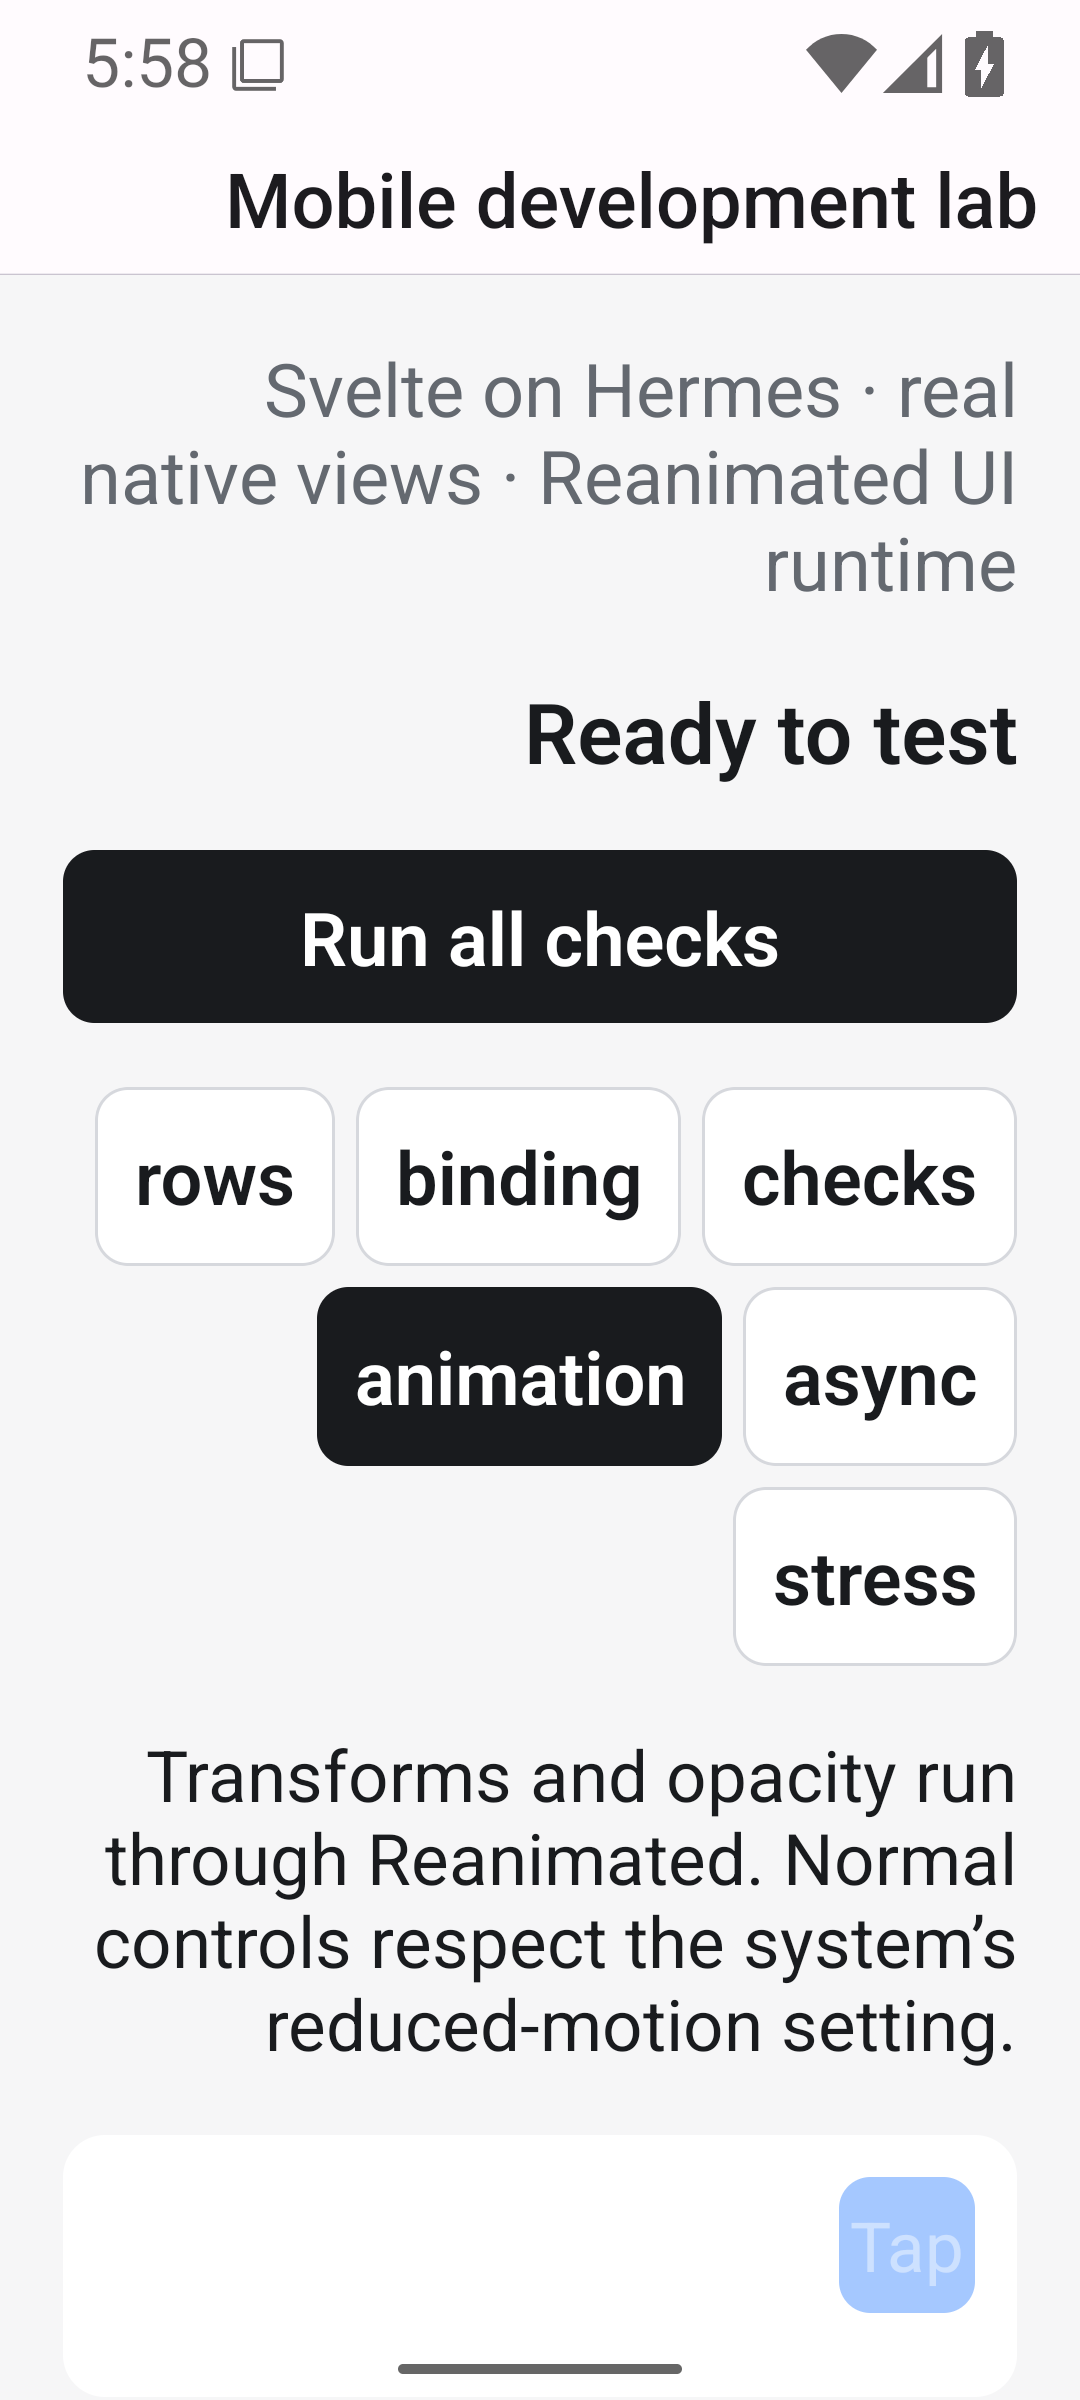 5:58
Mobile development lab
Svelte on Hermes · real
native views · Reanimated UI
runtime
Ready to test
Run all checks
rows binding checks
animation async
stress
Transforms and opacity run
through Reanimated. Normal
controls respect the system’s
reduced-motion setting.
Tap